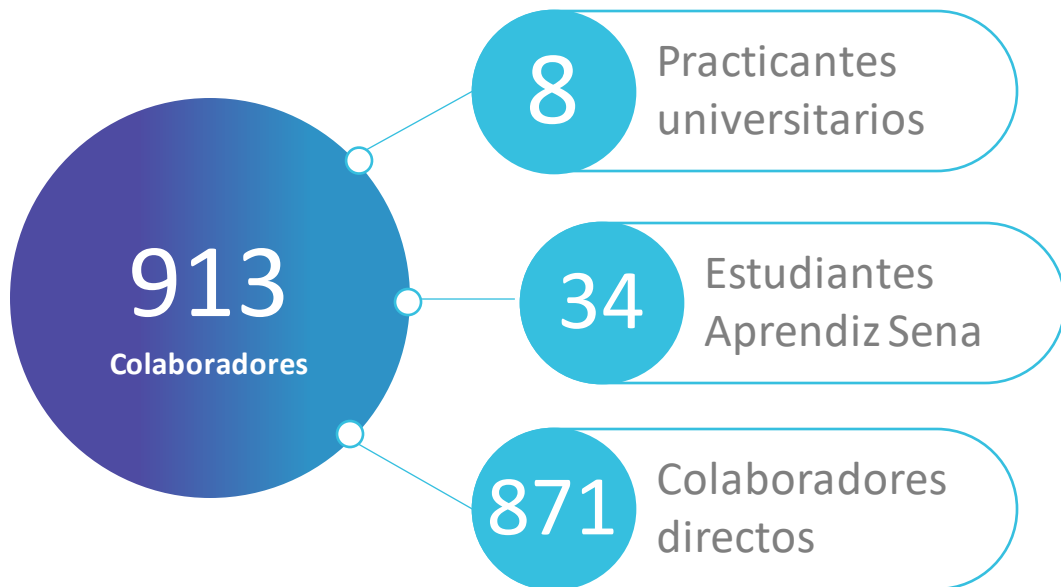 913
Colaboradores
8
Practicantes
universitarios
34
Estudiantes
Aprendiz Sena
871
Colaboradores
directos